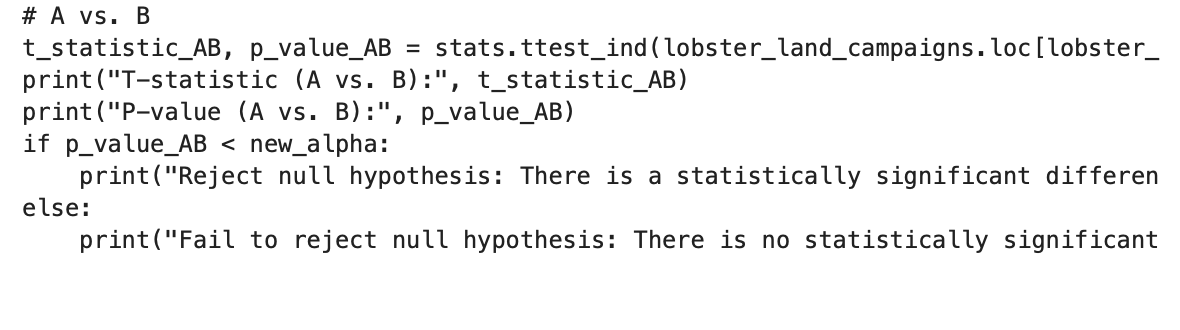 # A vs. B
t_statistic_AB, p_value_AB = stats.ttest_ind(lobster_land_campaigns.loc[lobster_
print("T-statistic (A vs. B):", t_statistic_AB)
print("P-value (A vs. B):", p_value_AB)
if p_value_AB < new_alpha:
    print("Reject null hypothesis: There is a statistically significant differen
else:
    print("Fail to reject null hypothesis: There is no statistically significant